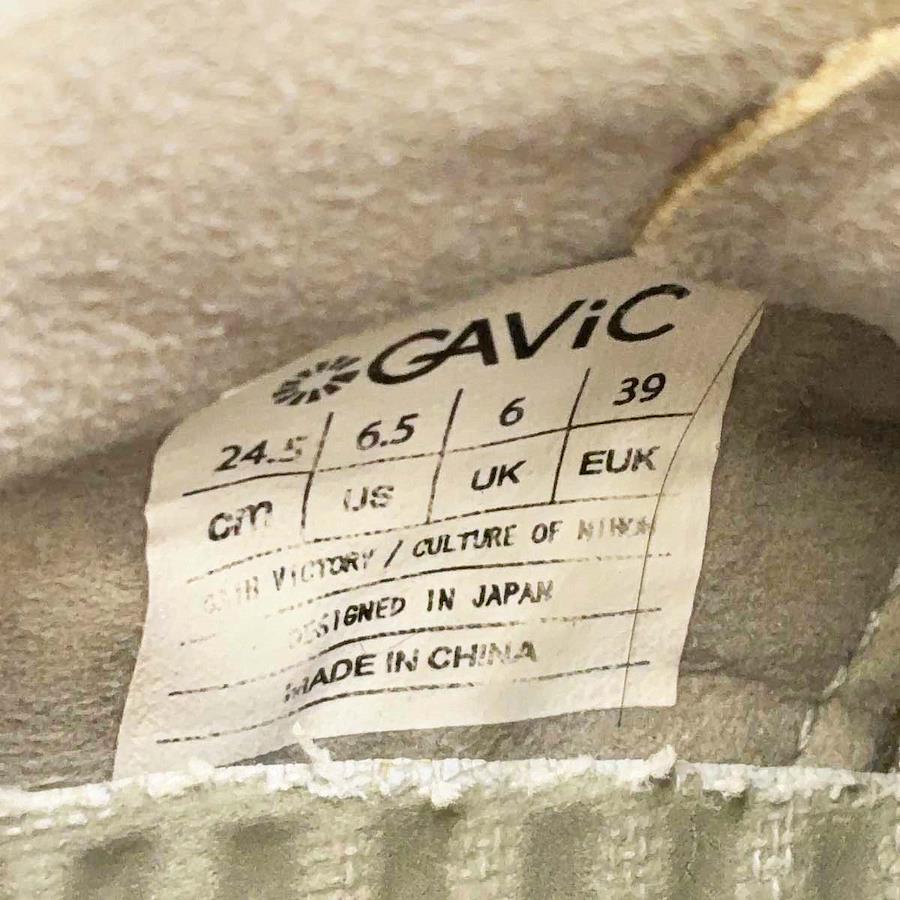 GAViC
24.5 6.5 6 39
cm US UK EUK
VICTORY / CULTURE OF
DESIGNED IN JAPAN
MADE IN CHINA